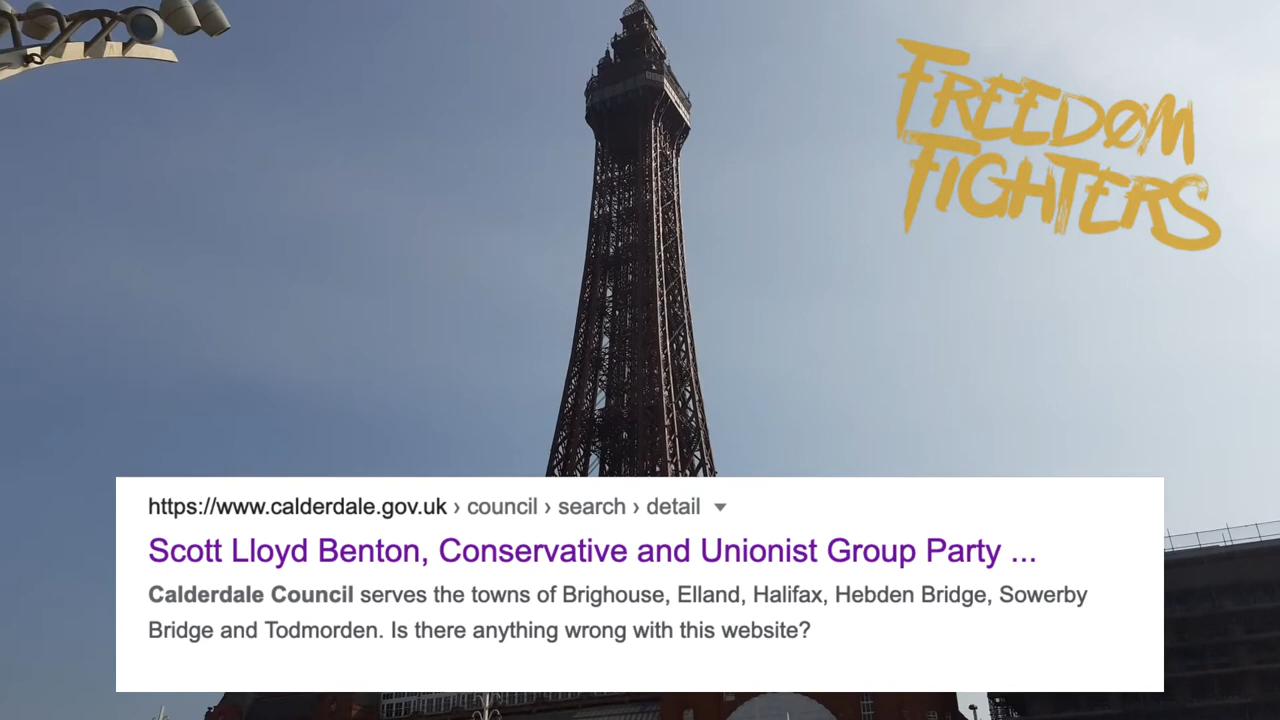 FREEDOM
FIGHTERS
https://www.calderdale.gov.uk › council › search › detail
Scott Lloyd Benton, Conservative and Unionist Group Party ...
Calderdale Council serves the towns of Brighouse, Elland, Halifax, Hebden Bridge, Sowerby
Bridge and Todmorden. Is there anything wrong with this website?